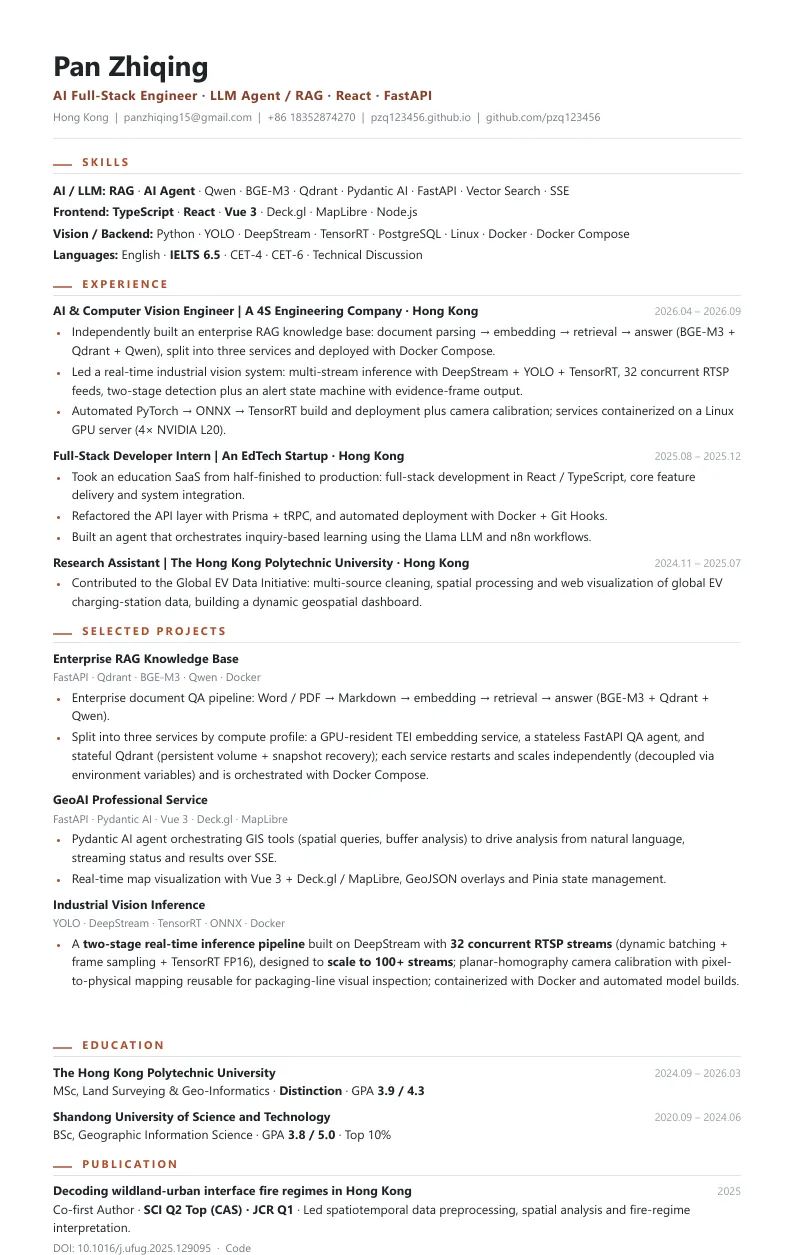 Pan Zhiqing
AI Full-Stack Engineer · LLM Agent / RAG · React · FastAPI
Hong Kong | panzhiqing15@gmail.com | +86 18352874270 | pzq123456.github.io | github.com/pzq123456
SKILLS
AI / LLM: RAG · AI Agent · Qwen · BGE-M3 · Qdrant · Pydantic AI · FastAPI · Vector Search · SSE
Frontend: TypeScript · React · Vue 3 · Deck.gl · MapLibre · Node.js
Vision / Backend: Python · YOLO · DeepStream · TensorRT · PostgreSQL · Linux · Docker · Docker Compose
Languages: English · IELTS 6.5 · CET-4 · CET-6 · Technical Discussion
EXPERIENCE
AI & Computer Vision Engineer | A 4S Engineering Company · Hong Kong 2026.04 – 2026.09
• Independently built an enterprise RAG knowledge base: document parsing → embedding → retrieval → answer (BGE-M3 +
Qdrant + Qwen), split into three services and deployed with Docker Compose.
• Led a real-time industrial vision system: multi-stream inference with DeepStream + YOLO + TensorRT, 32 concurrent RTSP
feeds, two-stage detection plus an alert state machine with evidence-frame output.
• Automated PyTorch → ONNX → TensorRT build and deployment plus camera calibration; services containerized on a Linux
GPU server (4× NVIDIA L20).
Full-Stack Developer Intern | An EdTech Startup · Hong Kong 2025.08 – 2025.12
• Took an education SaaS from half-finished to production: full-stack development in React / TypeScript, core feature
delivery and system integration.
• Refactored the API layer with Prisma + tRPC, and automated deployment with Docker + Git Hooks.
• Built an agent that orchestrates inquiry-based learning using the Llama LLM and n8n workflows.
Research Assistant | The Hong Kong Polytechnic University · Hong Kong 2024.11 – 2025.07
• Contributed to the Global EV Data Initiative: multi-source cleaning, spatial processing and web visualization of global EV
charging-station data, building a dynamic geospatial dashboard.
SELECTED PROJECTS
Enterprise RAG Knowledge Base
FastAPI · Qdrant · BGE-M3 · Qwen · Docker
• Enterprise document QA pipeline: Word / PDF → Markdown → embedding → retrieval → answer (BGE-M3 + Qdrant +
Qwen).
• Split into three services by compute profile: a GPU-resident TEI embedding service, a stateless FastAPI QA agent, and
stateful Qdrant (persistent volume + snapshot recovery); each service restarts and scales independently (decoupled via
environment variables) and is orchestrated with Docker Compose.
GeoAI Professional Service
FastAPI · Pydantic AI · Vue 3 · Deck.gl · MapLibre
• Pydantic AI agent orchestrating GIS tools (spatial queries, buffer analysis) to drive analysis from natural language,
streaming status and results over SSE.
• Real-time map visualization with Vue 3 + Deck.gl / MapLibre, GeoJSON overlays and Pinia state management.
Industrial Vision Inference
YOLO · DeepStream · TensorRT · ONNX · Docker
• A two-stage real-time inference pipeline built on DeepStream with 32 concurrent RTSP streams (dynamic batching +
frame sampling + TensorRT FP16), designed to scale to 100+ streams; planar-homography camera calibration with pixel-
to-physical mapping reusable for packaging-line visual inspection; containerized with Docker and automated model builds.
EDUCATION
The Hong Kong Polytechnic University 2024.09 – 2026.03
MSc, Land Surveying & Geo-Informatics · Distinction · GPA 3.9 / 4.3
Shandong University of Science and Technology 2020.09 – 2024.06
BSc, Geographic Information Science · GPA 3.8 / 5.0 · Top 10%
PUBLICATION
Decoding wildland-urban interface fire regimes in Hong Kong 2025
Co-first Author · SCI Q2 Top (CAS) · JCR Q1 · Led spatiotemporal data preprocessing, spatial analysis and fire-regime
interpretation.
DOI: 10.1016/j.ufug.2025.129095 · Code